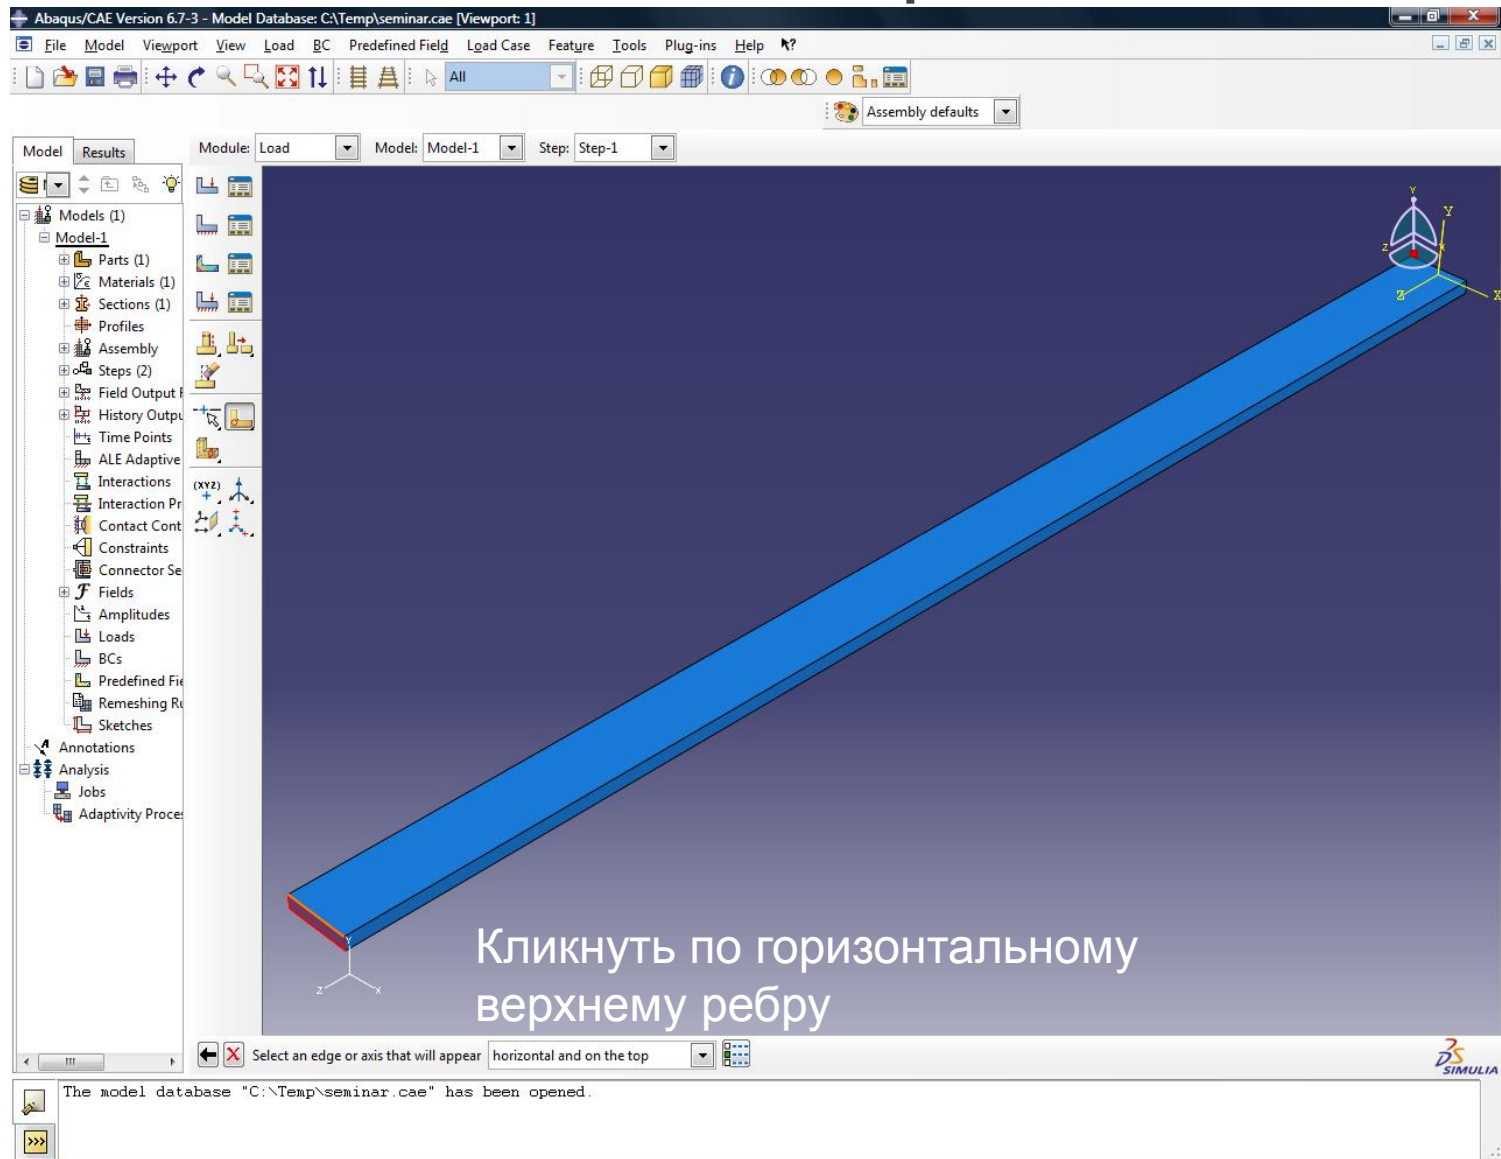 Abaqus/CAE Version 6.7-3 - Model Database: C:\Temp\seminar.cae [Viewport: 1]
File Model Viewport View Load BC Predefined Field Load Case Feature Tools Plug-ins Help
All
Assembly defaults
Model Results Module: Load Model: Model-1 Step: Step-1
Models (1)
Model-1
Parts (1)
Materials (1)
Sections (1)
Profiles
Assembly
Steps (2)
Field Output
History Outpu
Time Points
ALE Adaptive
Interactions
Interaction Pr
Contact Cont
Constraints
Connector Se
Fields
Amplitudes
Loads
BCs
Predefined Fie
Remeshing Ru
Sketches
Annotations
Analysis
Jobs
Adaptivity Proces
(XYZ)
Y
Y
Z
X
Z
X
Y
Z
X
Кликнуть по горизонтальному
верхнему ребру
Select an edge or axis that will appear horizontal and on the top
SIMULIA
The model database "C:\Temp\seminar.cae" has been opened.
>>>